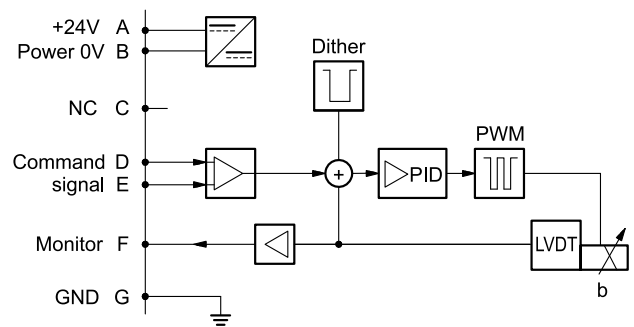 +24V A
Power 0V B
Dither
NC C
PWM
Command D
signal E
+
PID
Monitor F
LVDT
b
GND G